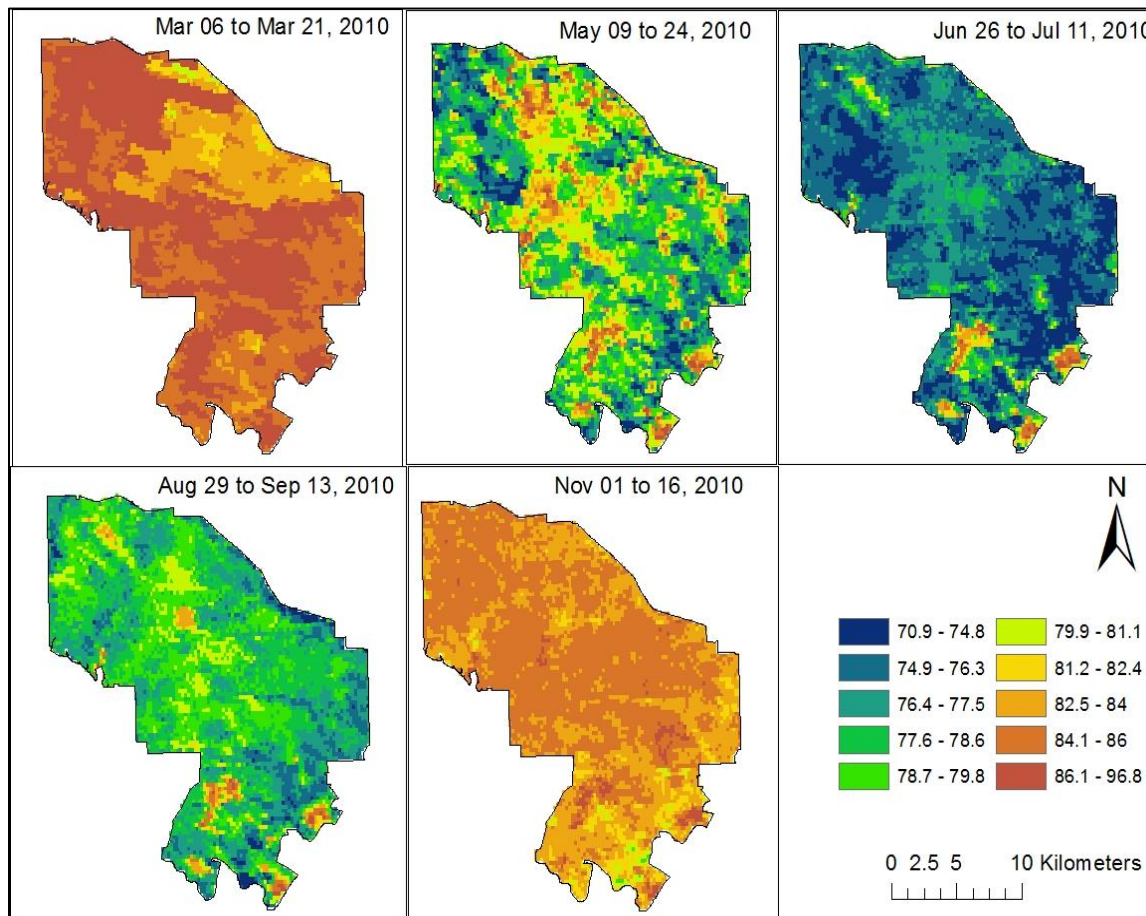 Mar 06 to Mar 21, 2010
May 09 to 24, 2010
Jun 26 to Jul 11, 2010
Aug 29 to Sep 13, 2010
Nov 01 to 16, 2010
N
70.9 - 74.8
74.9 - 76.3
76.4 - 77.5
77.6 - 78.6
78.7 - 79.8
79.9 - 81.1
81.2 - 82.4
82.5 - 84
84.1 - 86
86.1 - 96.8
0 2.5 5 10 Kilometers